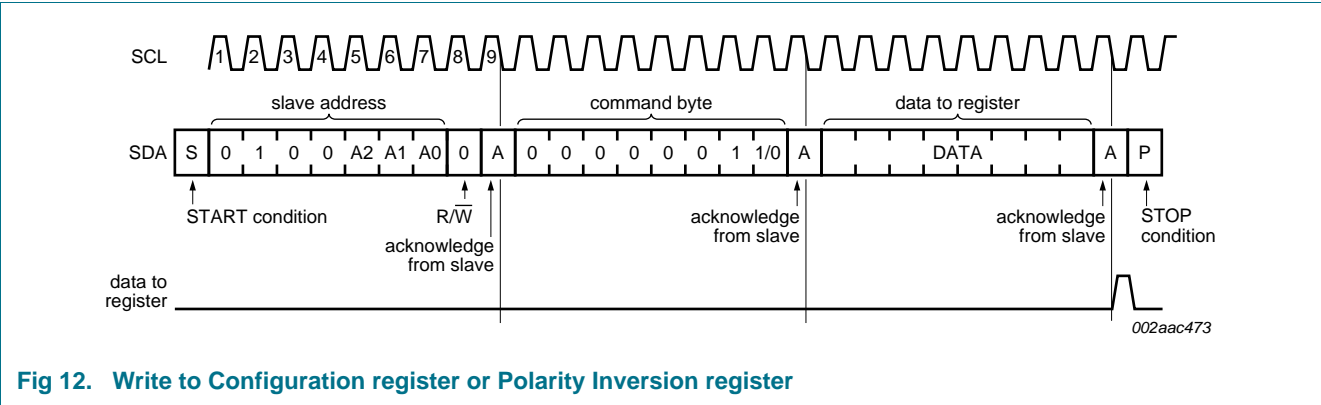 SCL 1 2 3 4 5 6 7 8 9
slave address command byte data to register
SDA S 0 1 0 0 A2 A1 A0 0 A 0 0 0 0 0 0 1 1/0 A DATA A P
START condition R/W̅ acknowledge from slave acknowledge from slave acknowledge from slave STOP condition
data to register
002aac473
Fig 12. Write to Configuration register or Polarity Inversion register